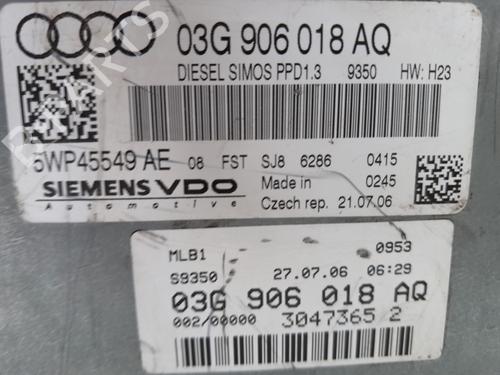 03G 906 018 AQ
DIESEL SIMOS PPD1.3 9350 HW: H23
5WP45549 AE 08 FST SJ8 6286 0415
SIEMENS VDO Made in 0245
Automotive Czech rep. 21.07.06
MLB1 0953
S9350 27.07.06 06:29
03G 906 018 AQ
002/00000 3047365 2